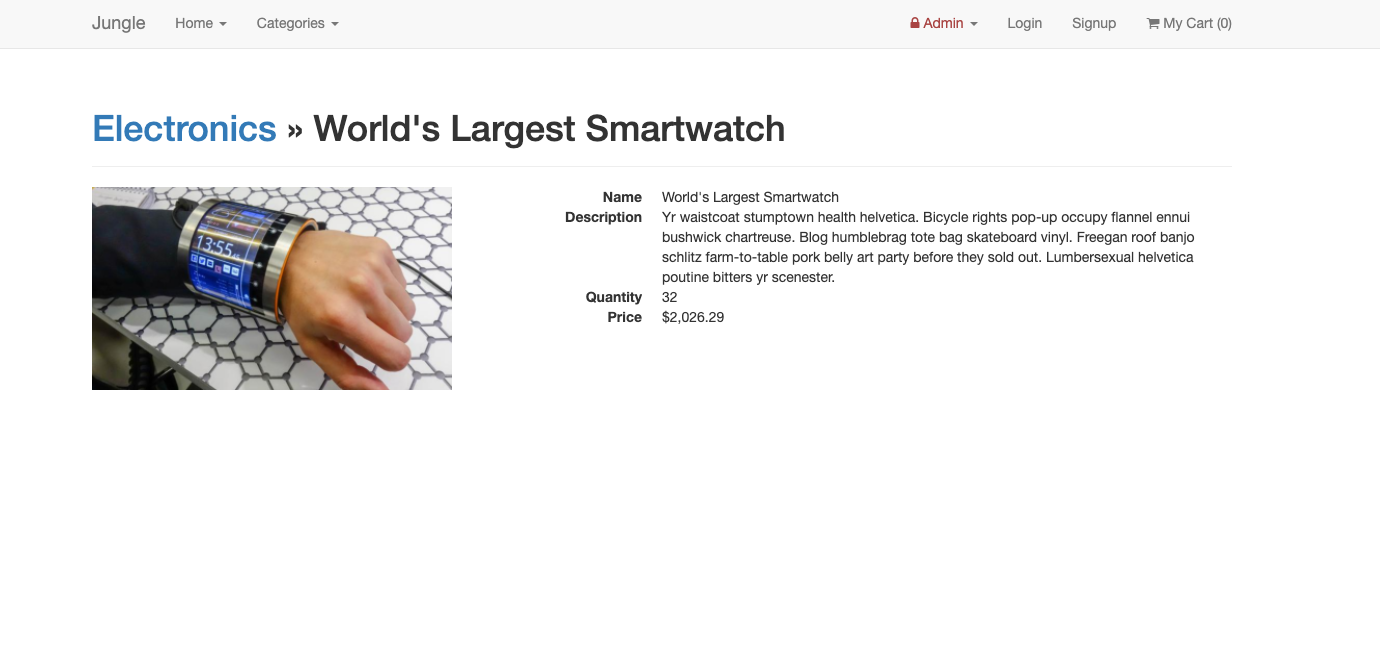 Jungle Home Categories Admin Login Signup My Cart (0)
Electronics » World's Largest Smartwatch
Name World's Largest Smartwatch
Description Yr waistcoat stumptown health helvetica. Bicycle rights pop-up occupy flannel ennui
bushwick chartreuse. Blog humblebrag tote bag skateboard vinyl. Freegan roof banjo
schlitz farm-to-table pork belly art party before they sold out. Lumbersexual helvetica
poutine bitters yr scenester.
Quantity 32
Price $2,026.29
13:55